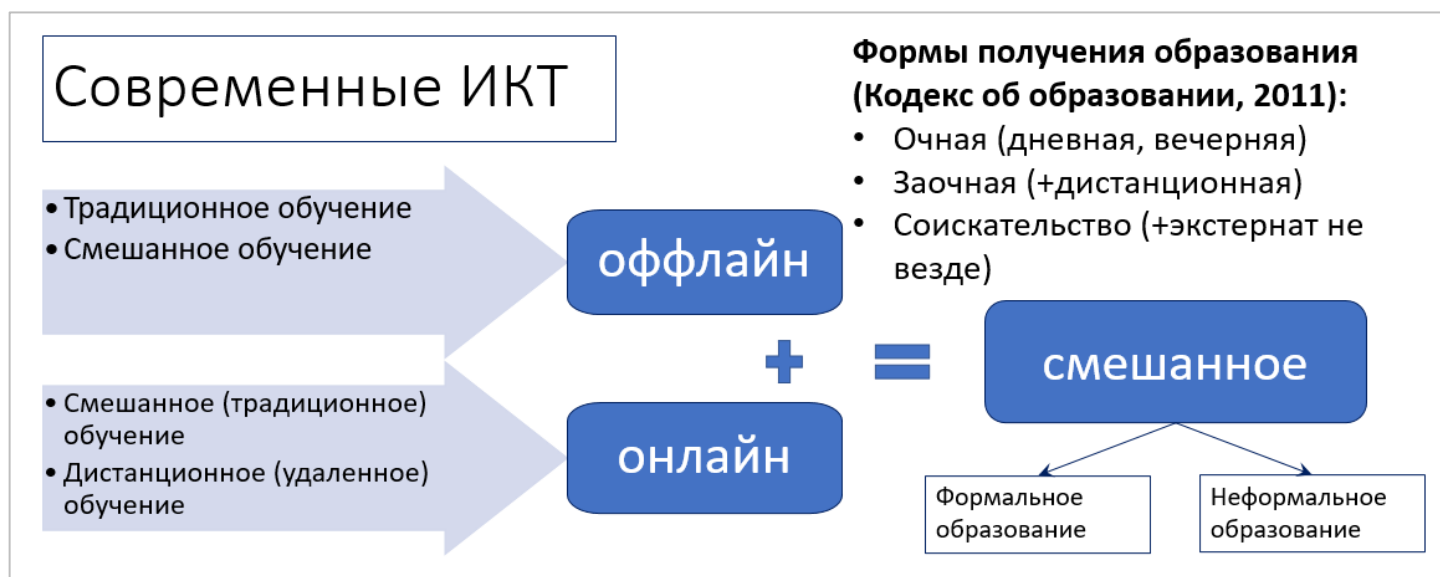 Современные ИКТ
• Традиционное обучение
• Смешанное обучение
оффлайн
• Смешанное (традиционное)
обучение
• Дистанционное (удаленное)
обучение
онлайн
Формы получения образования
(Кодекс об образовании, 2011):
• Очная (дневная, вечерняя)
• Заочная (+дистанционная)
• Соискательство (+экстернат не
везде)
+ =
смешанное
Формальное
образование
Неформальное
образование